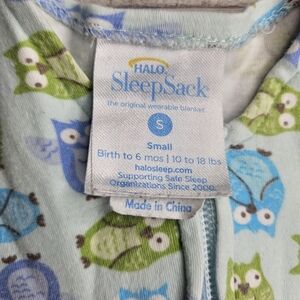 HALO
SleepSack
the original wearable blanket
S
Small
Birth to 6 mos | 10 to 18 lbs
halosleep.com
Supporting Safe Sleep
Organizations Since 2000.
Made in China